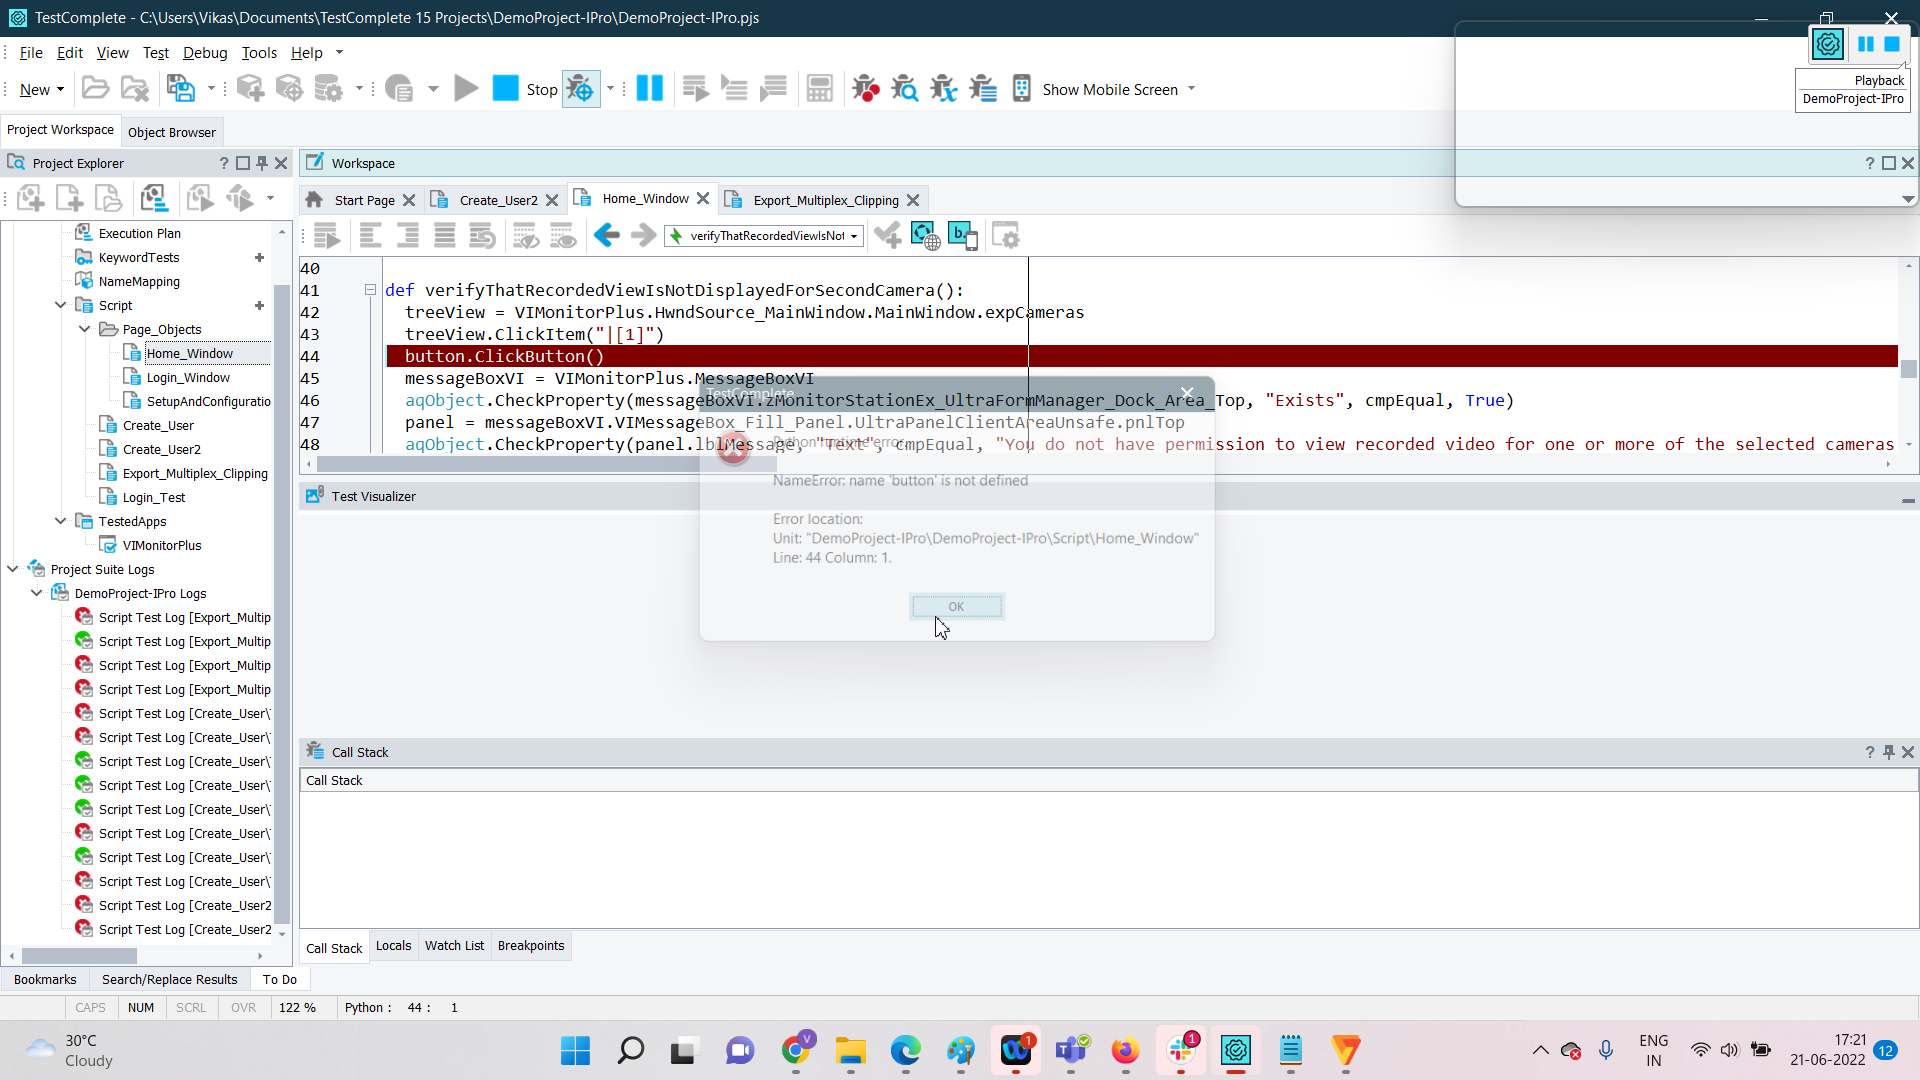 TestComplete - C:\Users\Vikas\Documents\TestComplete 15 Projects\DemoProject-IPro\DemoProject-IPro.pjs
File Edit View Test Debug Tools Help
New
Stop
Show Mobile Screen
Playback
DemoProject-IPro
Project Workspace
Object Browser
Project Explorer
?
Workspace
?
Start Page
Create_User2
Home_Window
Export_Multiplex_Clipping
verifyThatRecordedViewIsNot
Execution Plan
KeywordTests
NameMapping
Script
Page_Objects
Home_Window
Login_Window
SetupAndConfiguratio
Create_User
Create_User2
Export_Multiplex_Clipping
Login_Test
TestedApps
VIMonitorPlus
Project Suite Logs
DemoProject-IPro Logs
Script Test Log [Export_Multip
Script Test Log [Export_Multip
Script Test Log [Export_Multip
Script Test Log [Export_Multip
Script Test Log [Create_User\
Script Test Log [Create_User\
Script Test Log [Create_User\
Script Test Log [Create_User\
Script Test Log [Create_User\
Script Test Log [Create_User\
Script Test Log [Create_User\
Script Test Log [Create_User\
Script Test Log [Create_User2
Script Test Log [Create_User2
40
41 def verifyThatRecordedViewIsNotDisplayedForSecondCamera():
42 treeView = VIMonitorPlus.HwndSource_MainWindow.MainWindow.expCameras
43 treeView.ClickItem("|[1]")
44 button.ClickButton()
45 messageBoxVI = VIMonitorPlus.MessageBoxVI
46 aqObject.CheckProperty(messageBoxVI.zMonitorStationEx_UltraFormManager_Dock_Area_Top, "Exists", cmpEqual, True)
47 panel = messageBoxVI.VIMessageBox_Fill_Panel.UltraPanelClientAreaUnsafe.pnlTop
48 aqObject.CheckProperty(panel.lblMessage, "Text", cmpEqual, "You do not have permission to view recorded video for one or more of the selected cameras
TestComplete
Python runtime error.
NameError: name 'button' is not defined
Error location:
Unit: "DemoProject-IPro\DemoProject-IPro\Script\Home_Window"
Line: 44 Column: 1.
OK
Test Visualizer
Call Stack
?
Call Stack
Call Stack Locals Watch List Breakpoints
Bookmarks Search/Replace Results To Do
CAPS NUM SCRL OVR 122 % Python : 44 : 1
30°C
Cloudy
V
1
1
ENG
IN
17:21
21-06-2022
12